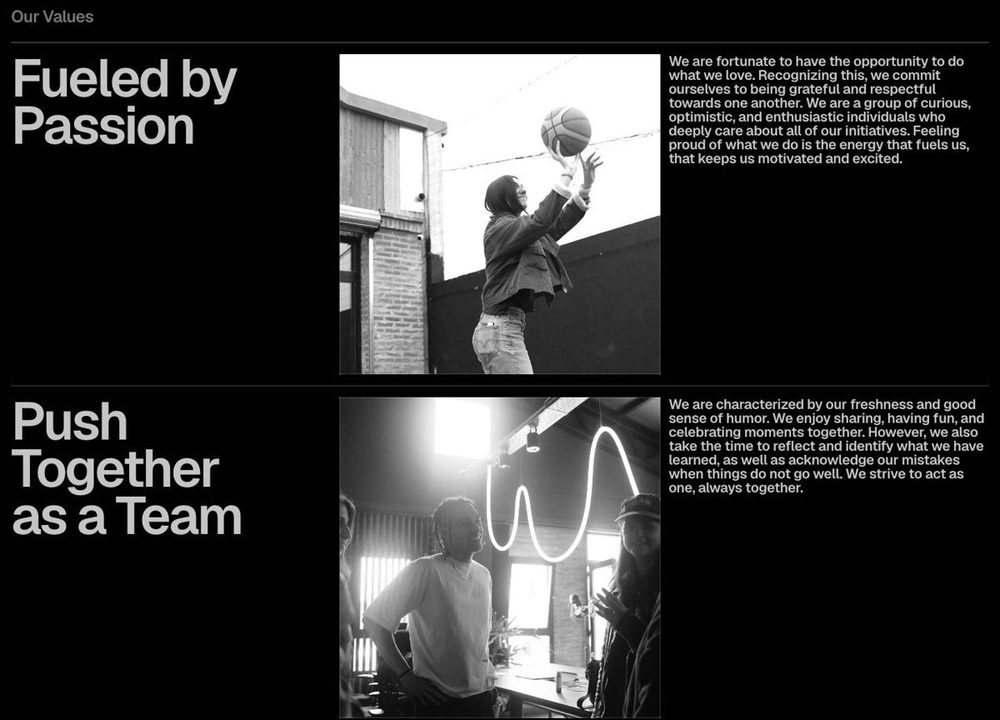 Our Values
Fueled by
Passion
We are fortunate to have the opportunity to do
what we love. Recognizing this, we commit
ourselves to being grateful and respectful
towards one another. We are a group of curious,
optimistic, and enthusiastic individuals who
deeply care about all of our initiatives. Feeling
proud of what we do is the energy that fuels us,
that keeps us motivated and excited.
Push
Together
as a Team
We are characterized by our freshness and good
sense of humor. We enjoy sharing, having fun, and
celebrating moments together. However, we also
take the time to reflect and identify what we have
learned, as well as acknowledge our mistakes
when things do not go well. We strive to act as
one, always together.